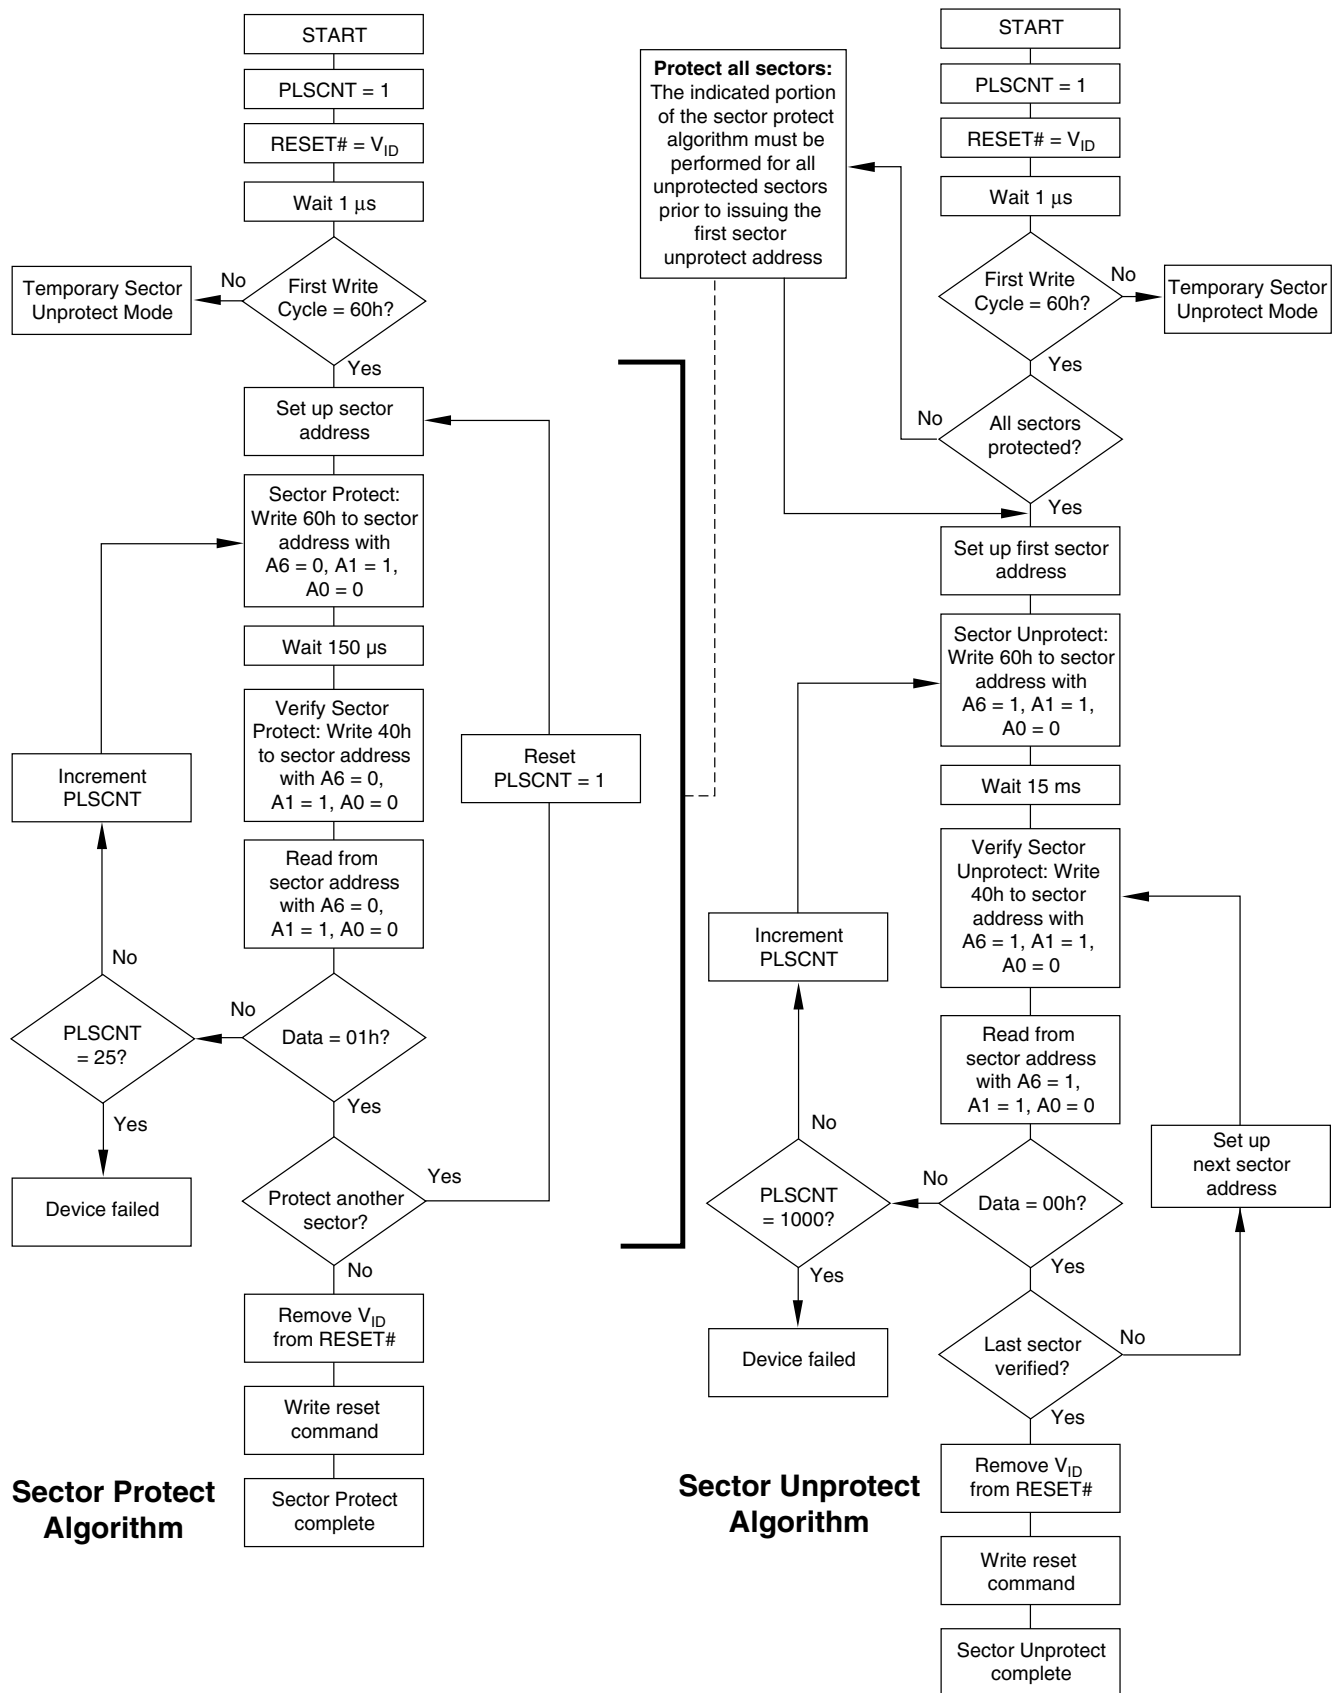 START
PLSCNT = 1
RESET# = VID
Wait 1 μs
First Write
Cycle = 60h?
No
Temporary Sector
Unprotect Mode
Yes
Set up sector
address
Sector Protect:
Write 60h to sector
address with
A6 = 0, A1 = 1,
A0 = 0
Wait 150 µs
Verify Sector
Protect: Write 40h
to sector address
with A6 = 0,
A1 = 1, A0 = 0
Reset
PLSCNT = 1
Increment
PLSCNT
Read from
sector address
with A6 = 0,
A1 = 1, A0 = 0
No
PLSCNT
= 25?
No
Data = 01h?
Yes
Yes
Device failed
Protect another
sector?
Yes
No
Remove VID
from RESET#
Write reset
command
Sector Protect
complete
Sector Protect
Algorithm
Protect all sectors:
The indicated portion
of the sector protect
algorithm must be
performed for all
unprotected sectors
prior to issuing the
first sector
unprotect address
START
PLSCNT = 1
RESET# = VID
Wait 1 μs
First Write
Cycle = 60h?
No
Temporary Sector
Unprotect Mode
Yes
No
All sectors
protected?
Yes
Set up first sector
address
Sector Unprotect:
Write 60h to sector
address with
A6 = 1, A1 = 1,
A0 = 0
Wait 15 ms
Verify Sector
Unprotect: Write
40h to sector
address with
A6 = 1, A1 = 1,
A0 = 0
Increment
PLSCNT
Read from
sector address
with A6 = 1,
A1 = 1, A0 = 0
No
Set up
next sector
address
PLSCNT
= 1000?
No
Data = 00h?
Yes
Yes
Device failed
Last sector
verified?
No
Yes
Remove VID
from RESET#
Write reset
command
Sector Unprotect
complete
Sector Unprotect
Algorithm